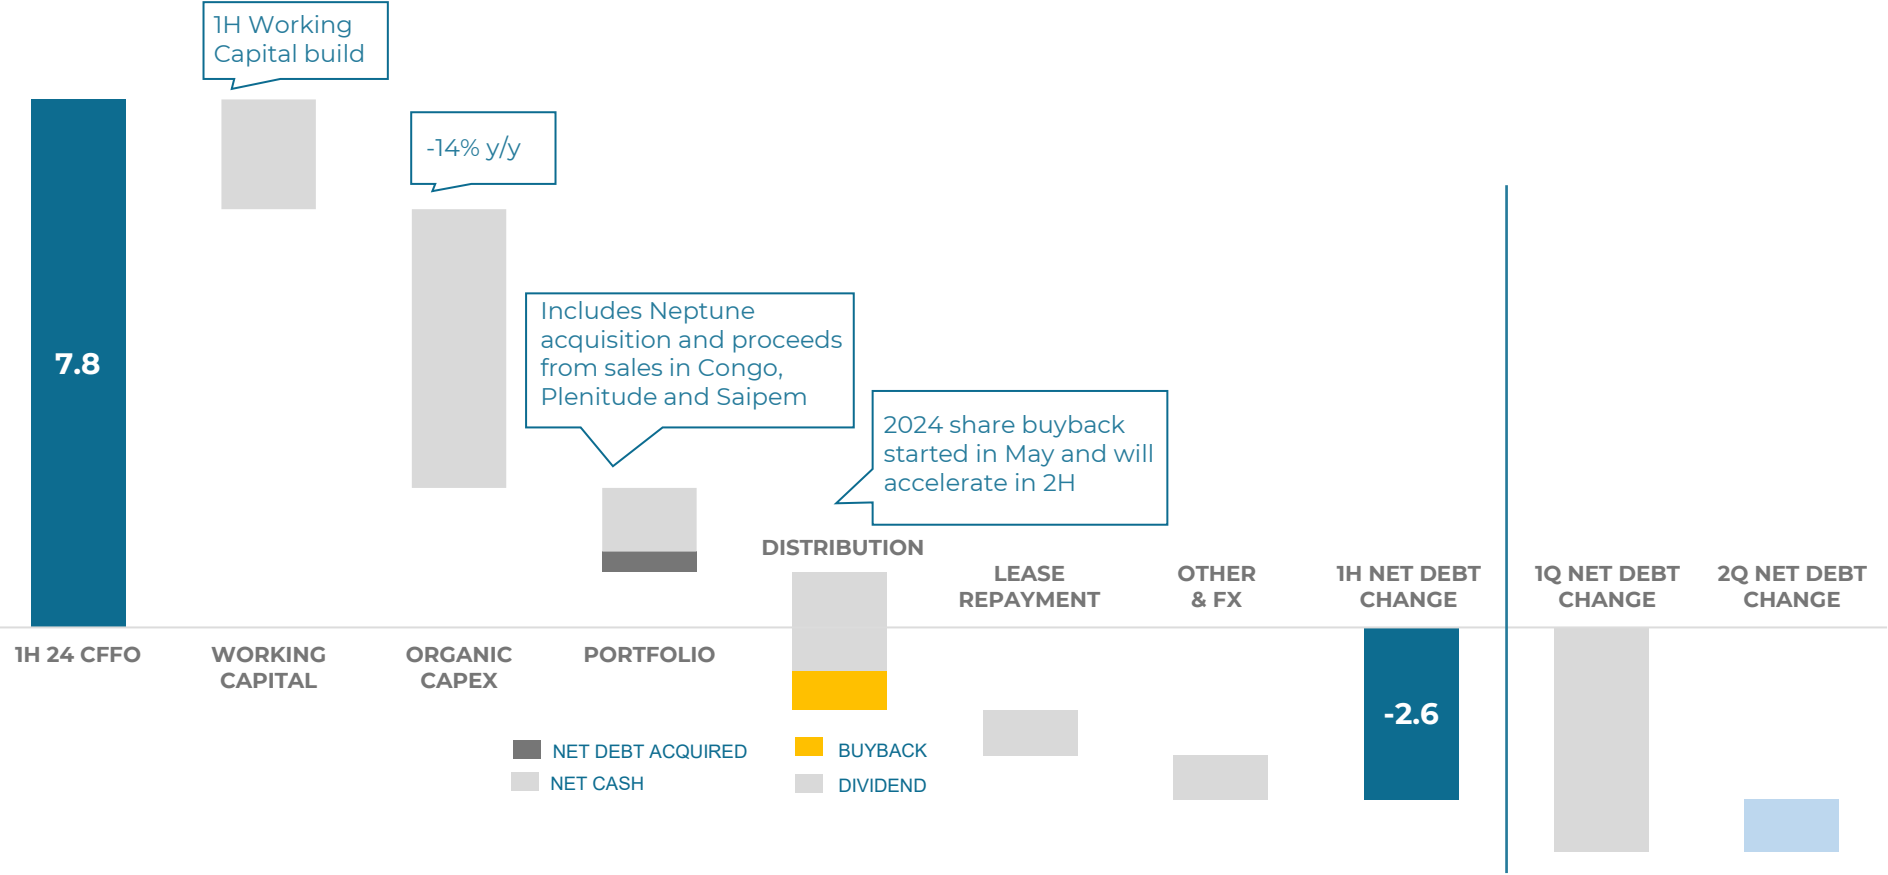 1H Working
Capital build
-14% y/y
7.8
Includes Neptune
acquisition and proceeds
from sales in Congo,
Plenitude and Saipem
2024 share buyback
started in May and will
accelerate in 2H
1H 24 CFFO
WORKING
CAPITAL
ORGANIC
CAPEX
PORTFOLIO
DISTRIBUTION
LEASE
REPAYMENT
OTHER
& FX
1H NET DEBT
CHANGE
1Q NET DEBT
CHANGE
2Q NET DEBT
CHANGE
-2.6
NET DEBT ACQUIRED
NET CASH
BUYBACK
DIVIDEND